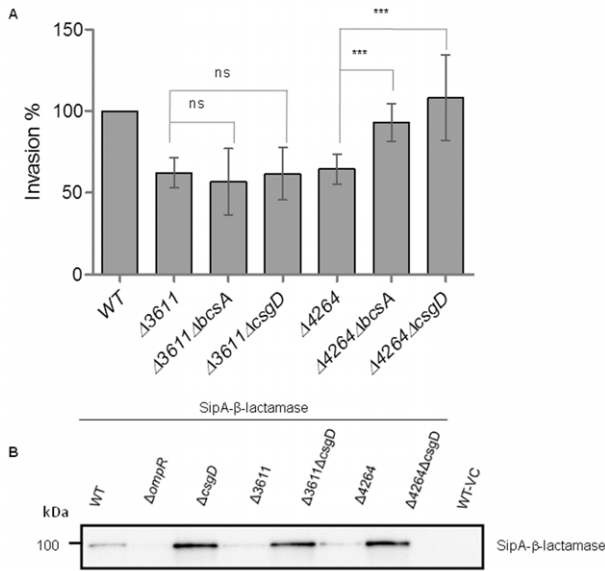 A
Invasion %
150
100
50
0
***
***
ns
ns
WT
Δ3611
Δ3611ΔbcsA
Δ3611ΔcsgD
Δ4264
Δ4264ΔbcsA
Δ4264ΔcsgD
SipA-β-lactamase
B
WT
ΔompR
ΔcsgD
Δ3611
Δ3611ΔcsgD
Δ4264
Δ4264ΔcsgD
WT-VC
kDa
100
SipA-β-lactamase